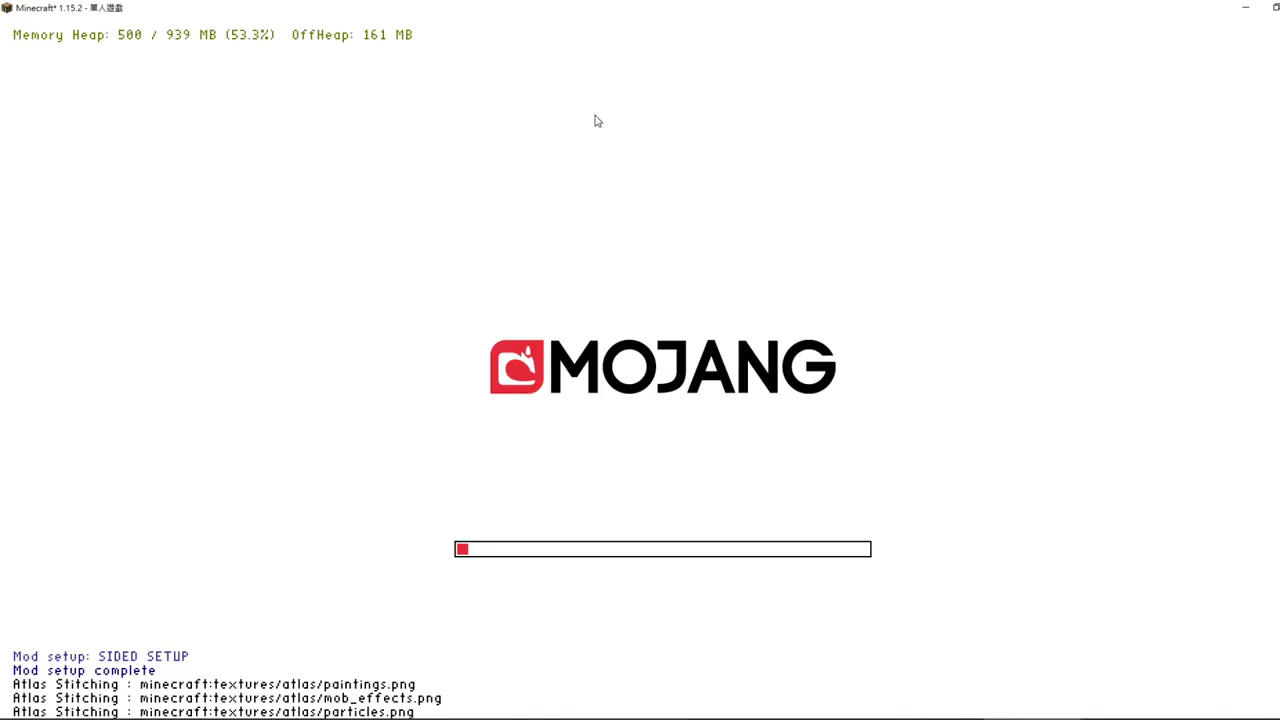 Minecraft* 1.15.2 - 單人遊戲
Memory Heap: 500 / 939 MB (53.3%)  OffHeap: 161 MB
MOJANG
Mod setup: SIDED SETUP
Mod setup complete
Atlas Stitching : minecraft:textures/atlas/paintings.png
Atlas Stitching : minecraft:textures/atlas/mob_effects.png
Atlas Stitching : minecraft:textures/atlas/particles.png